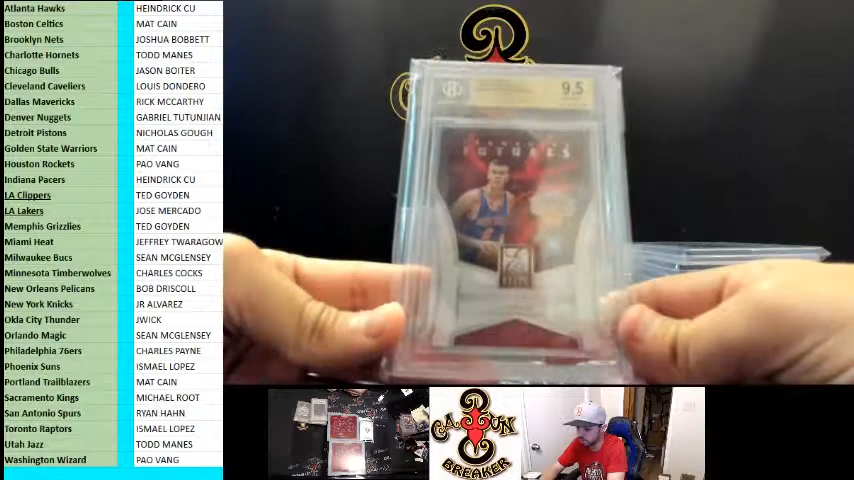 Atlanta Hawks HEINDRICK CU
Boston Celtics MAT CAIN
Brooklyn Nets JOSHUA BOBBETT
Charlotte Hornets TODD MANES
Chicago Bulls JASON BOITER
Cleveland Caveliers LOUIS DONDERO
Dallas Mavericks RICK MCCARTHY
Denver Nuggets GABRIEL TUTUNJIAN
Detroit Pistons NICHOLAS GOUGH
Golden State Warriors MAT CAIN
Houston Rockets PAO VANG
Indiana Pacers HEINDRICK CU
LA Clippers TED GOYDEN
LA Lakers JOSE MERCADO
Memphis Grizzlies TED GOYDEN
Miami Heat JEFFREY TWARAGOW
Milwaukee Bucs SEAN MCGLENSEY
Minnesota Timberwolves CHARLES COCKS
New Orleans Pelicans BOB DRISCOLL
New York Knicks JR ALVAREZ
Okla City Thunder JWICK
Orlando Magic SEAN MCGLENSEY
Philadelphia 76ers CHARLES PAYNE
Phoenix Suns ISMAEL LOPEZ
Portland Trailblazers MAT CAIN
Sacramento Kings MICHAEL ROOT
San Antonio Spurs RYAN HAHN
Toronto Raptors ISMAEL LOPEZ
Utah Jazz TODD MANES
Washington Wizard PAO VANG
9.5
FUTURES
CAJUN
BREAKER